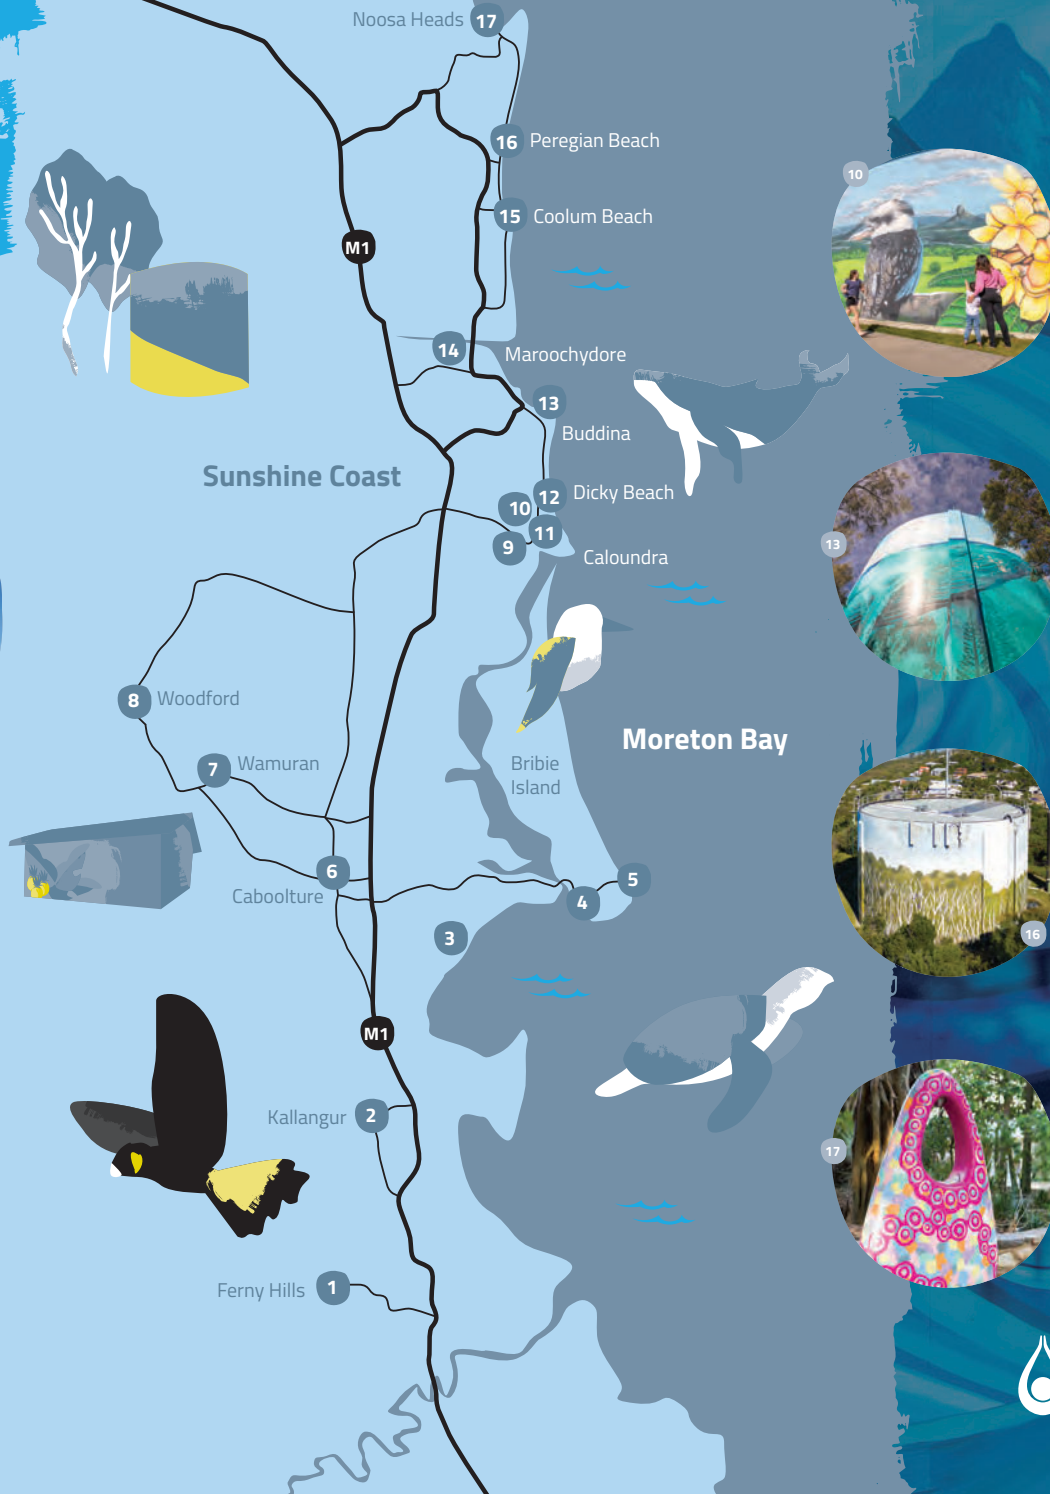 Noosa Heads
17
16
Peregian Beach
10
15
Coolum Beach
M1
14
Maroochydore
13
Buddina
Sunshine Coast
12
Dicky Beach
10
11
9
Caloundra
13
8
Woodford
Moreton Bay
7
Wamuran
Bribie
Island
6
5
Caboolture
4
3
16
M1
2
Kallangur
17
1
Ferny Hills